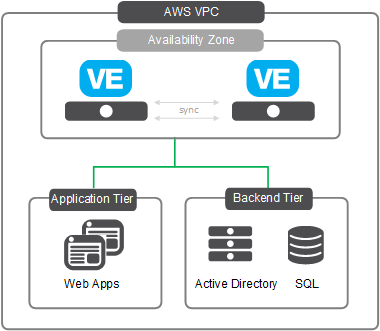 AWS VPC
Availability Zone
VE VE
sync
Application Tier
Backend Tier
Web Apps
Active Directory SQL